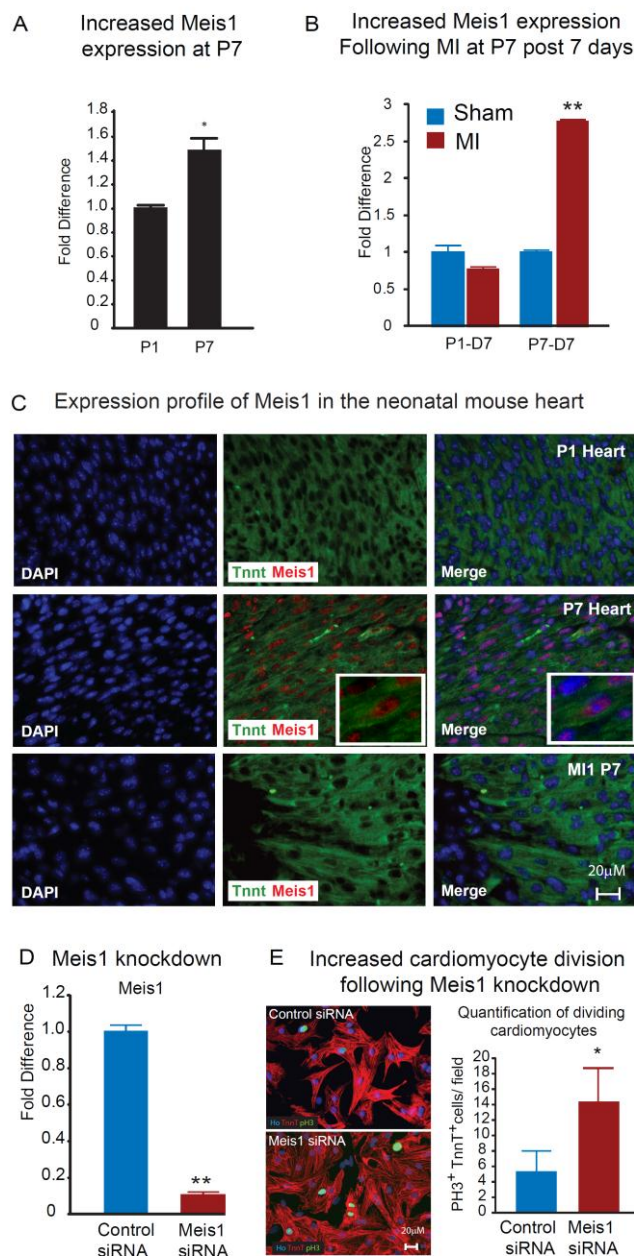 A
Increased Meis1
expression at P7
Fold Difference
1.8
1.6
1.4
1.2
1.0
0.8
0.6
0.4
0.2
0
*
P1
P7
B
Increased Meis1 expression
Following MI at P7 post 7 days
Fold Difference
3
2.5
2
1.5
1
0.5
0
Sham
MI
**
P1-D7
P7-D7
C Expression profile of Meis1 in the neonatal mouse heart
DAPI
Tnnt Meis1
P1 Heart
Merge
DAPI
Tnnt Meis1
P7 Heart
Merge
DAPI
Tnnt Meis1
MI1 P7
20μM
Merge
D Meis1 knockdown
Meis1
Fold Difference
1.2
1.0
0.8
0.6
0.4
0.2
0
**
Control
siRNA
Meis1
siRNA
E Increased cardiomyocyte division
following Meis1 knockdown
Control siRNA
Ho TnnT pH3
Meis1 siRNA
Ho TnnT pH3
20μM
Quantification of dividing
cardiomyocytes
PH3+ TnnT+cells/ field
20
18
16
14
12
10
8
6
4
2
0
*
Control
siRNA
Meis1
siRNA